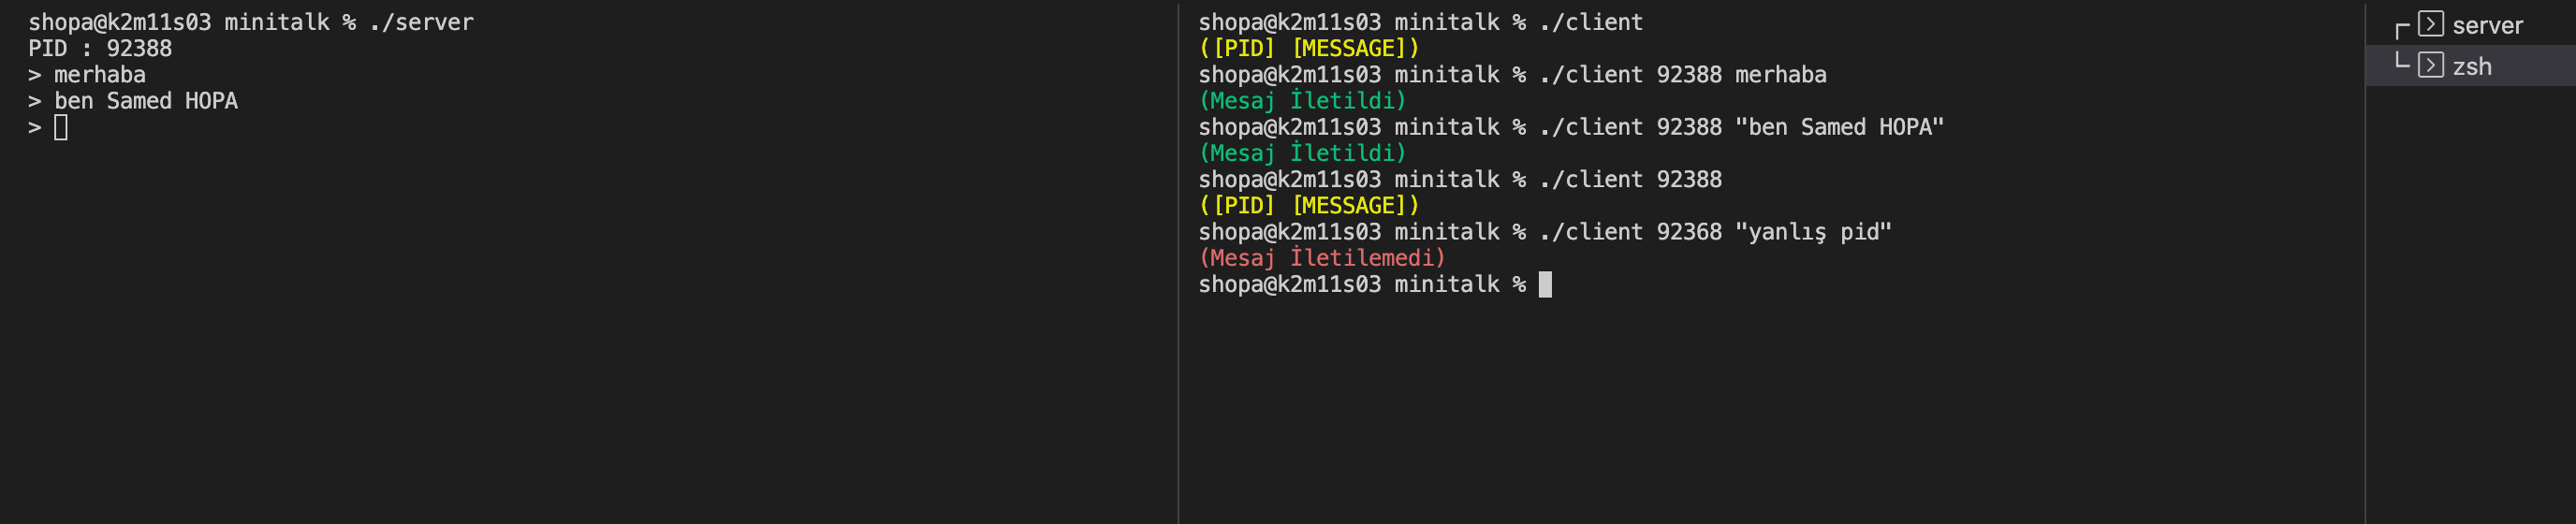 shopa@k2m11s03 minitalk % ./server
PID : 92388
> merhaba
> ben Samed HOPA
>
shopa@k2m11s03 minitalk % ./client
([PID] [MESSAGE])
shopa@k2m11s03 minitalk % ./client 92388 merhaba
(Mesaj İletildi)
shopa@k2m11s03 minitalk % ./client 92388 "ben Samed HOPA"
(Mesaj İletildi)
shopa@k2m11s03 minitalk % ./client 92388
([PID] [MESSAGE])
shopa@k2m11s03 minitalk % ./client 92368 "yanlış pid"
(Mesaj İletilemedi)
shopa@k2m11s03 minitalk %
server
zsh